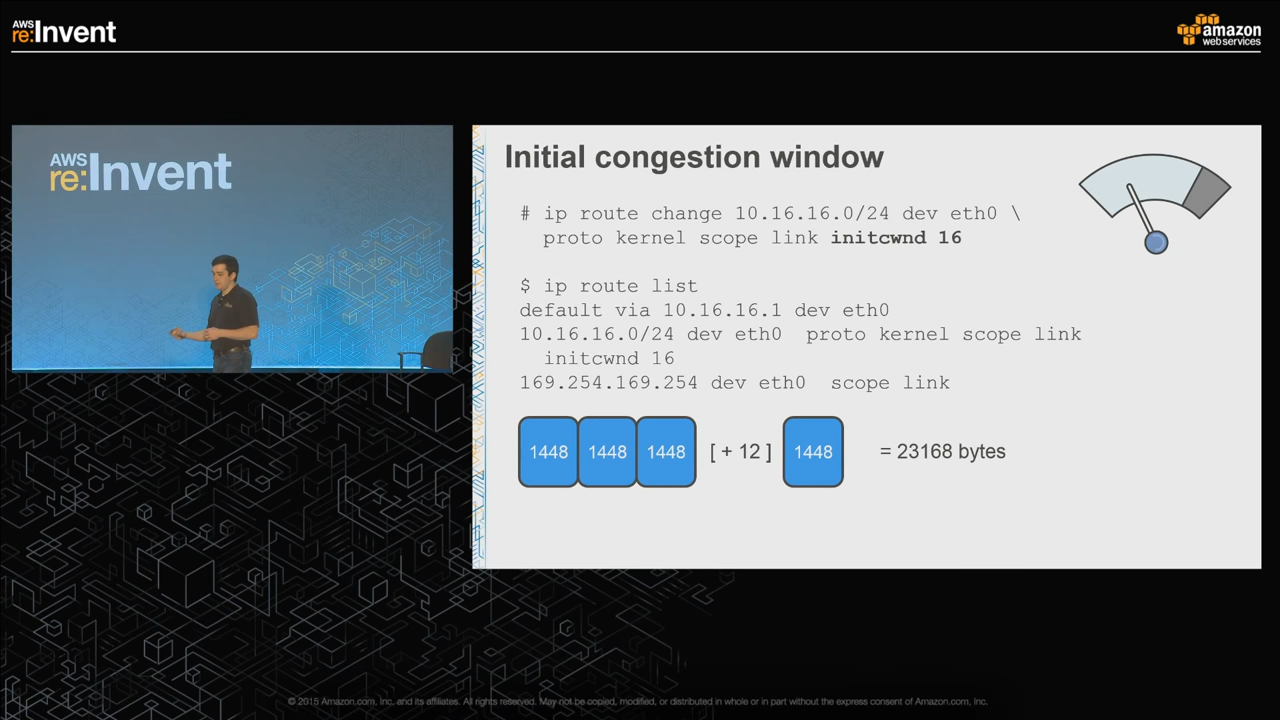 AWS
re:Invent
amazon
web services
AWS
re:Invent
Initial congestion window
# ip route change 10.16.16.0/24 dev eth0 \
proto kernel scope link initcwnd 16
$ ip route list
default via 10.16.16.1 dev eth0
10.16.16.0/24 dev eth0 proto kernel scope link
initcwnd 16
169.254.169.254 dev eth0 scope link
1448 1448 1448 [ + 12 ] 1448 = 23168 bytes
© 2015 Amazon.com, Inc, and its affiliates. All rights reserved. May not be copied, modified, or distributed in whole or in part without the express consent of Amazon.com, Inc.